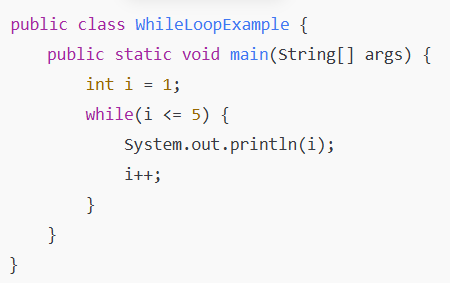 public class WhileLoopExample {
    public static void main(String[] args) {
        int i = 1;
        while(i <= 5) {
            System.out.println(i);
            i++;
        }
    }
}